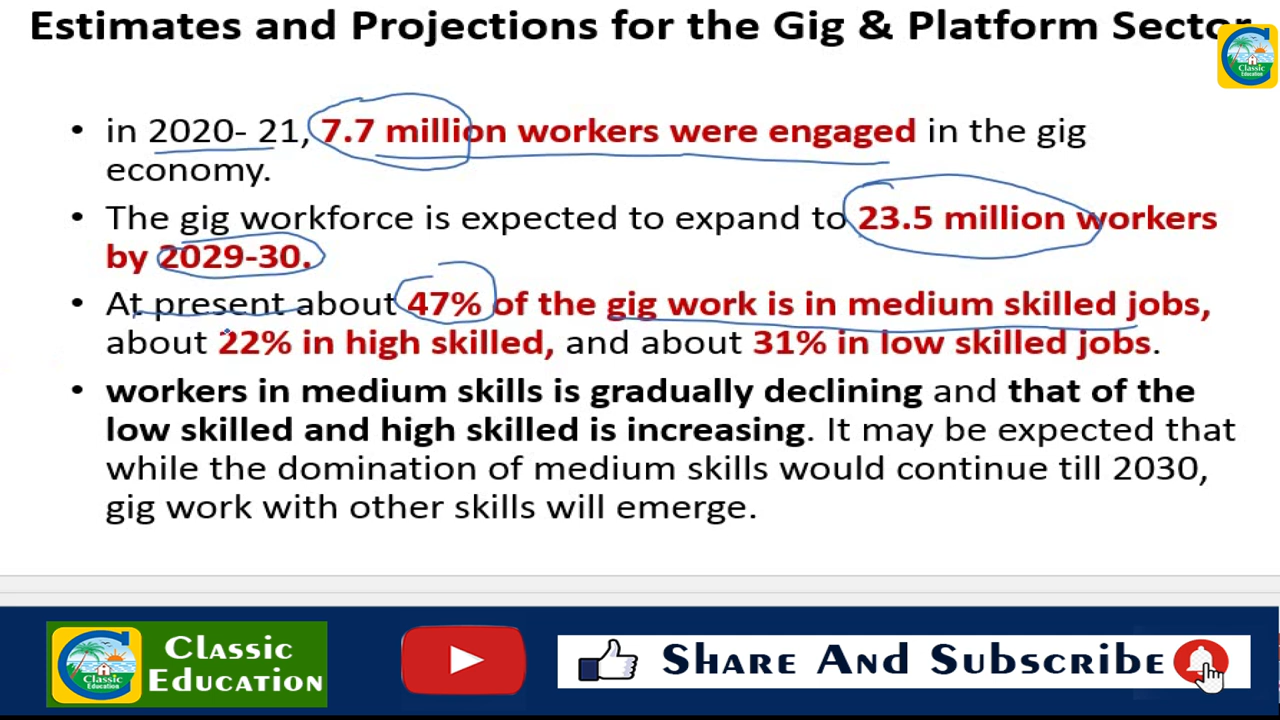 Estimates and Projections for the Gig & Platform Sector
Classic
Education
• in 2020- 21, 7.7 million workers were engaged in the gig
economy.
• The gig workforce is expected to expand to 23.5 million workers
by 2029-30.
• At present about 47% of the gig work is in medium skilled jobs,
about 22% in high skilled, and about 31% in low skilled jobs.
• workers in medium skills is gradually declining and that of the
low skilled and high skilled is increasing. It may be expected that
while the domination of medium skills would continue till 2030,
gig work with other skills will emerge.
Classic
Education
Classic
Education
Share And Subscribe